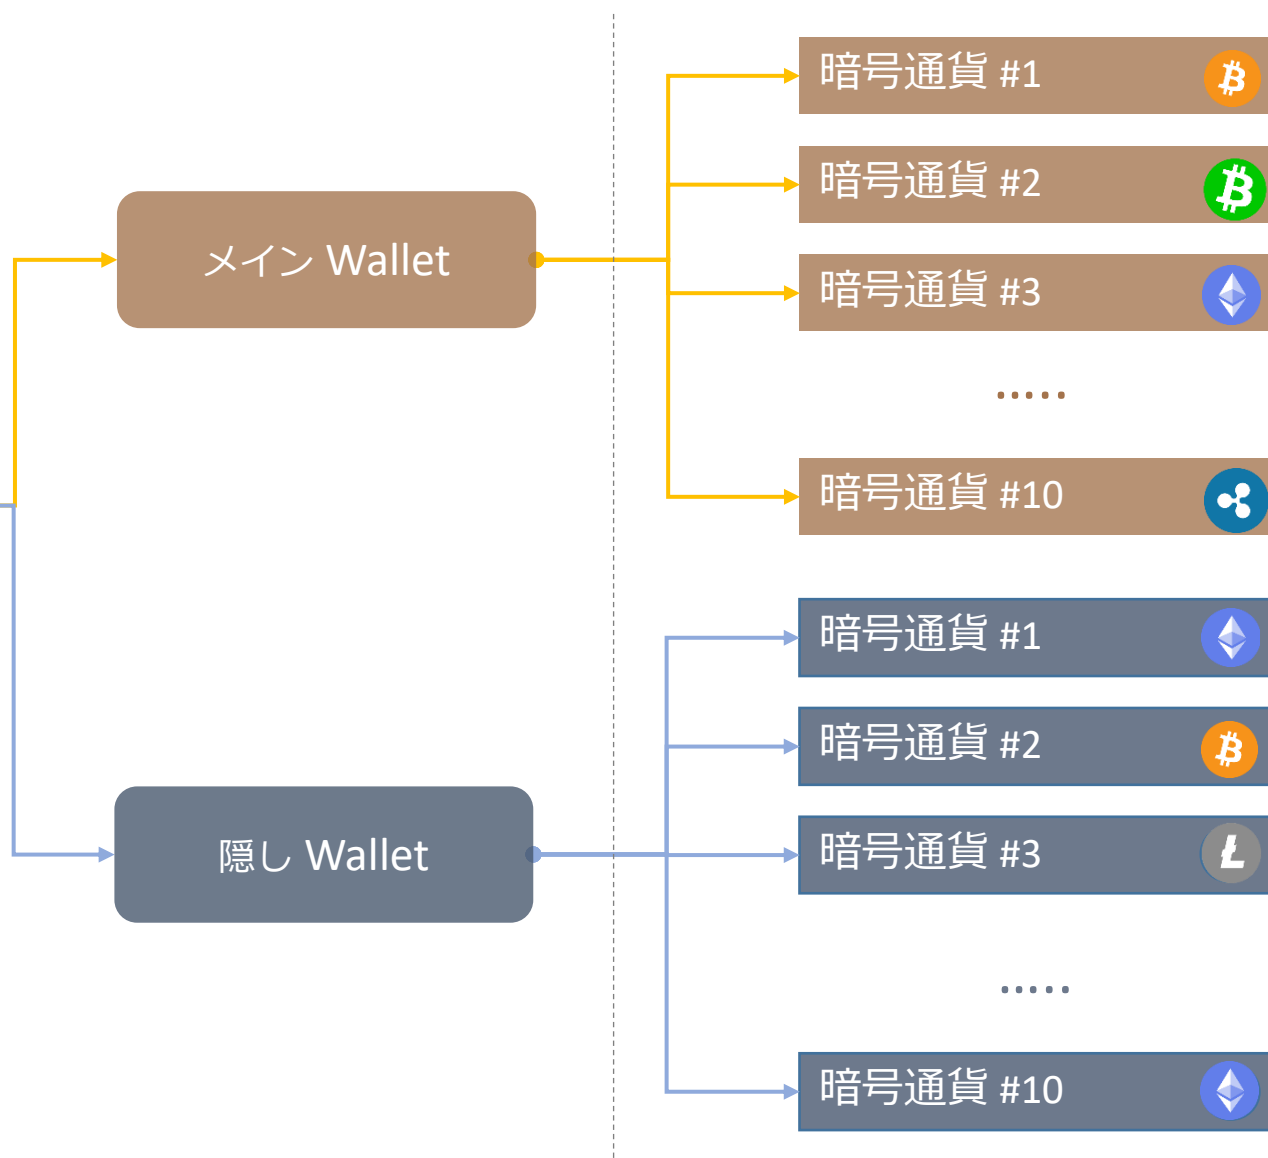 メイン Wallet
暗号通貨 #1
暗号通貨 #2
暗号通貨 #3
.....
暗号通貨 #10
隠し Wallet
暗号通貨 #1
暗号通貨 #2
暗号通貨 #3
.....
暗号通貨 #10